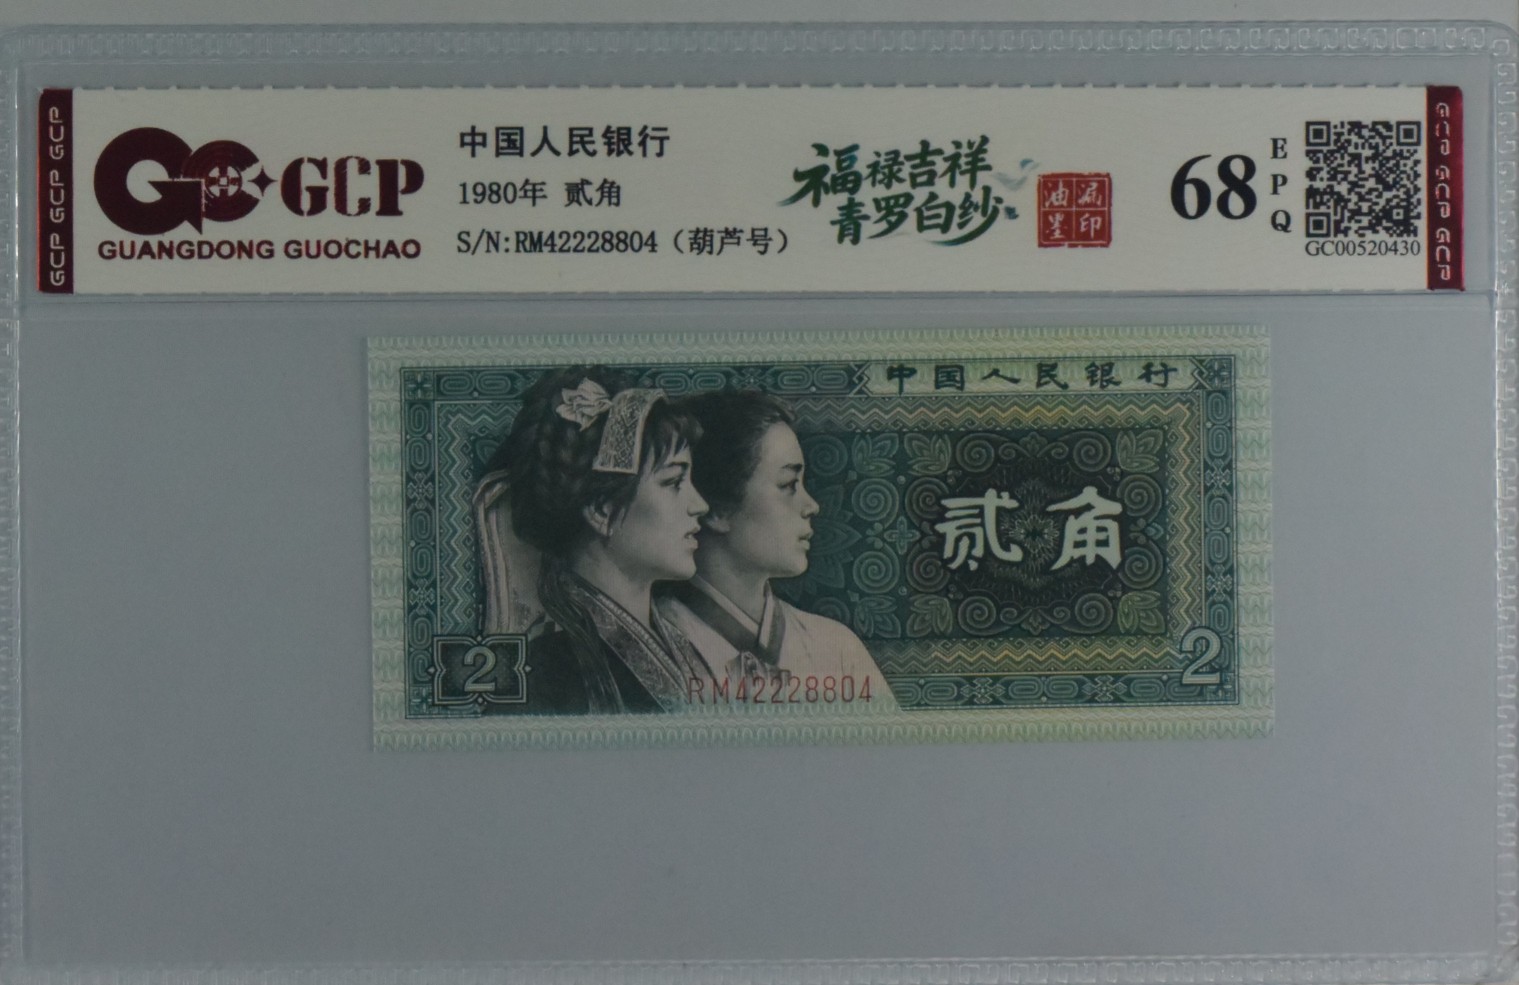 GCP GCP GCP
GCP
GUANGDONG GUOCHAO
中国人民银行
1980年 贰角
S/N:RM42228804（葫芦号）
福禄吉祥
青罗白纱
油漏
墨印
68
EPQ
GC00520430
GCP GCP GCP
中国人民银行
贰角
2
2
RM42228804